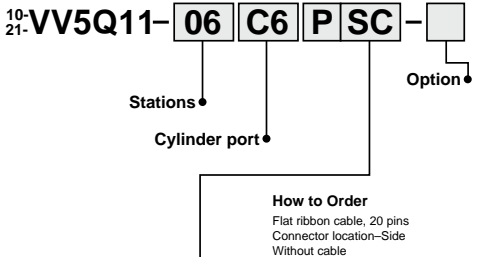 10-
21-VV5Q11– 06 C6 P SC –
Option
Stations
Cylinder port
How to Order
Flat ribbon cable, 20 pins
Connector location–Side
Without cable